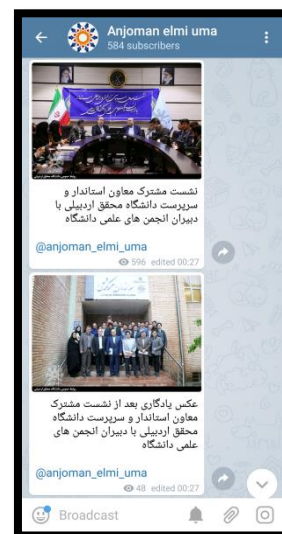 Anjoman elmi uma
584 subscribers
نشست مشترک معاون استاندار و
سرپرست دانشگاه محقق اردبیلی با
دبیران انجمن های علمی دانشگاه
@anjoman_elmi_uma
596 edited 00:27
عکس یادگاری بعد از نشست مشترک
معاون استاندار و سرپرست دانشگاه
محقق اردبیلی با دبیران انجمن های
علمی دانشگاه
@anjoman_elmi_uma
48 edited 00:27
Broadcast